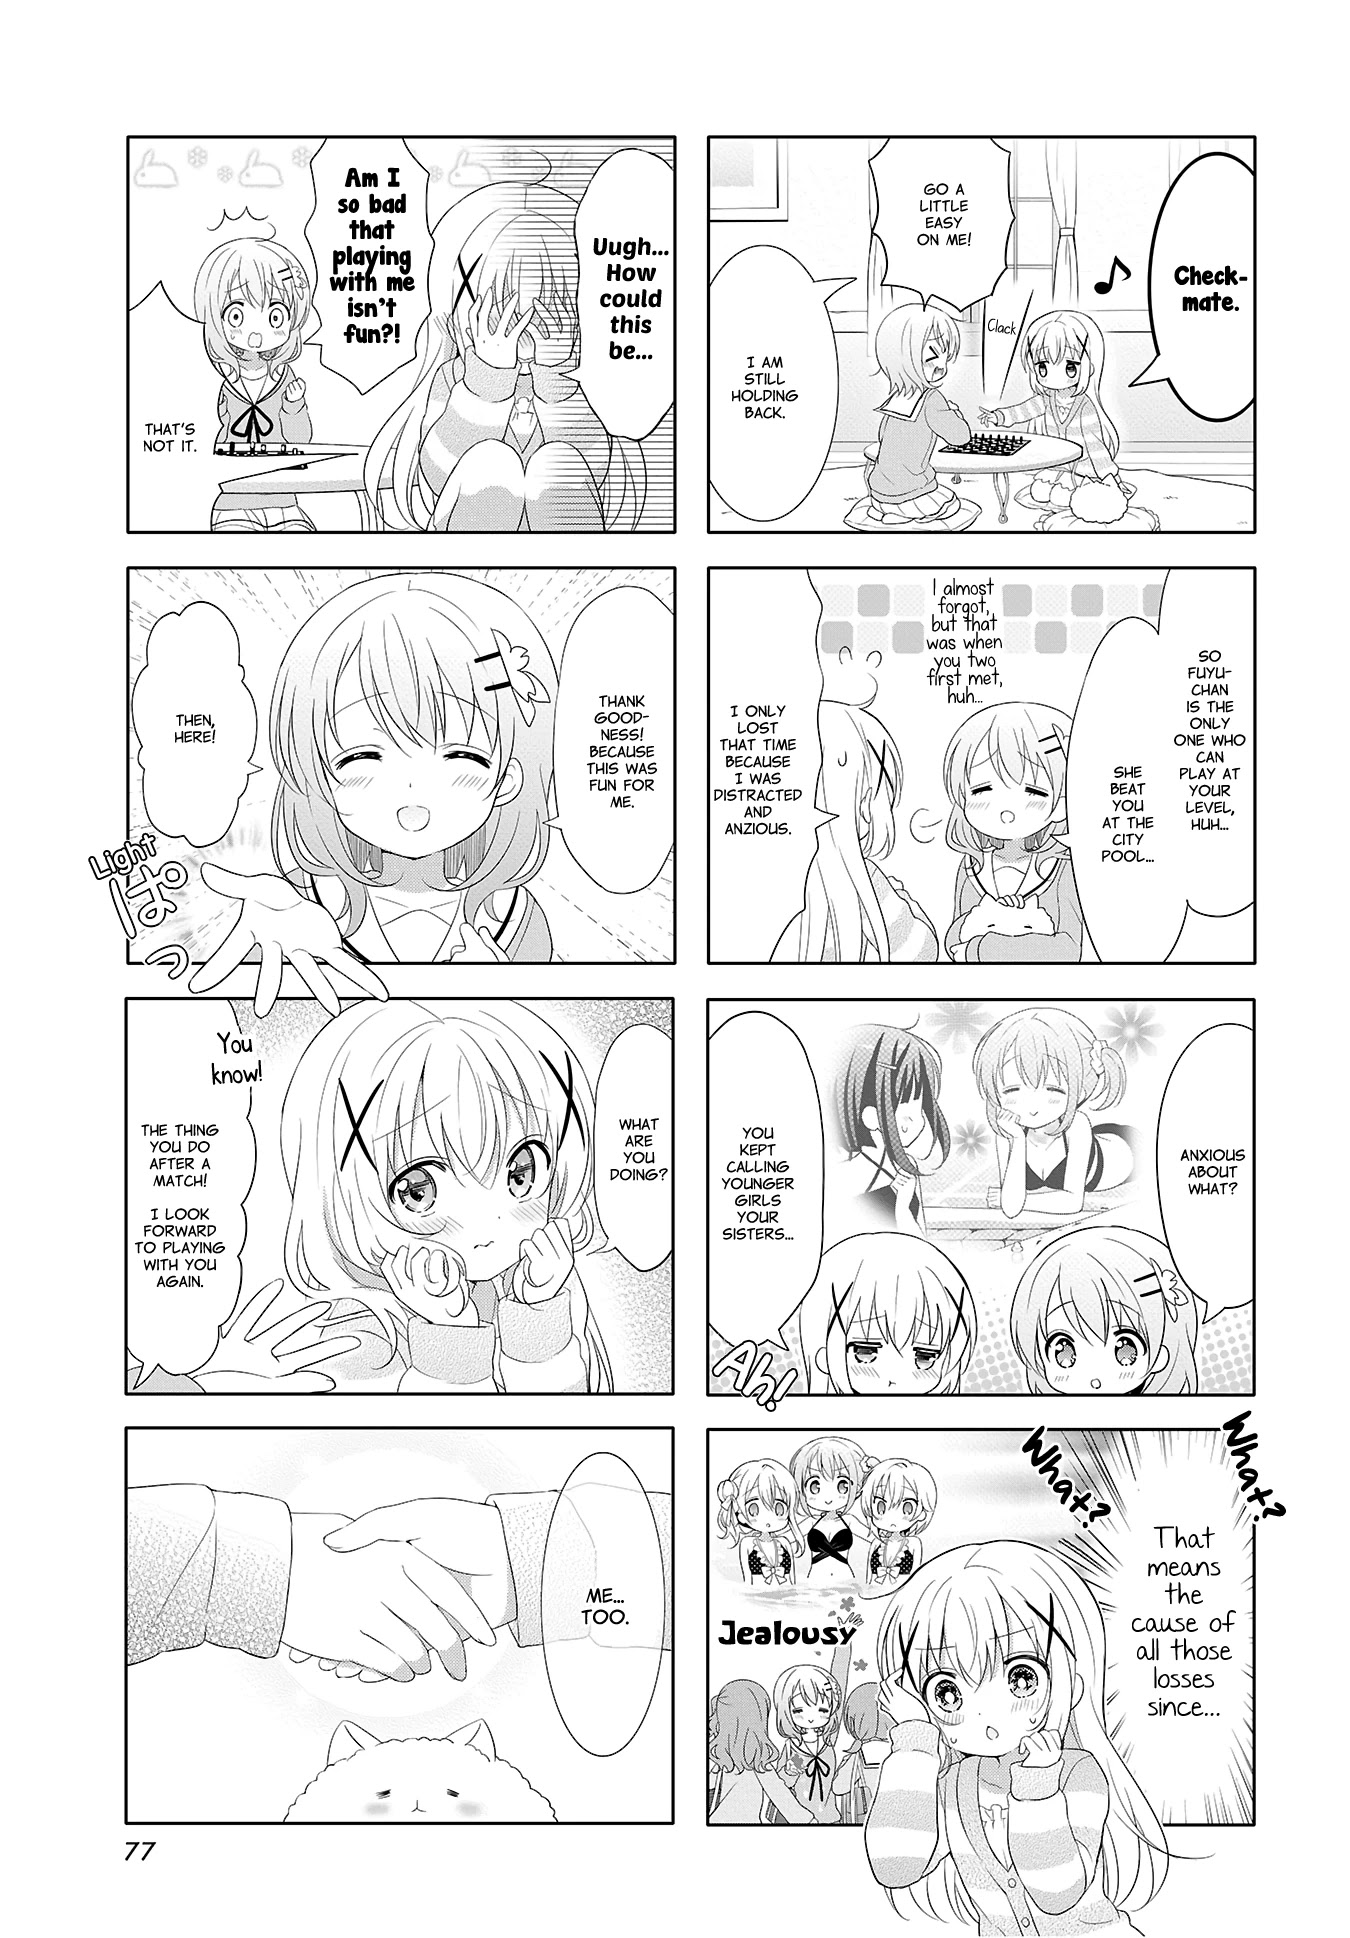 Check-
mate.
GO A
LITTLE
EASY
ON ME!
Clack
I AM
STILL
HOLDING
BACK.
SO
FUYU-
CHAN
IS THE
ONLY
ONE WHO
CAN
PLAY AT
YOUR
LEVEL,
HUH...
SHE
BEAT
YOU
AT THE
CITY
POOL...
I almost
forgot,
but that
was when
you two
first met,
huh...
I ONLY
LOST
THAT TIME
BECAUSE
I WAS
DISTRACTED
AND
ANZIOUS.
ANXIOUS
ABOUT
WHAT?
YOU
KEPT
CALLING
YOUNGER
GIRLS
YOUR
SISTERS...
Ah!
What?
What?
That
means
the
cause of
all those
losses
since...
Jealousy
Uugh...
How
could
this
be...
Am I
so bad
that
playing
with me
isn't
fun?!
THAT'S
NOT IT.
THANK
GOOD-
NESS!
BECAUSE
THIS WAS
FUN FOR
ME.
THEN,
HERE!
Light
ぱっ
WHAT
ARE
YOU
DOING?
You
know!
THE THING
YOU DO
AFTER A
MATCH!
I LOOK
FORWARD
TO PLAYING
WITH YOU
AGAIN.
ME...
TOO.
77